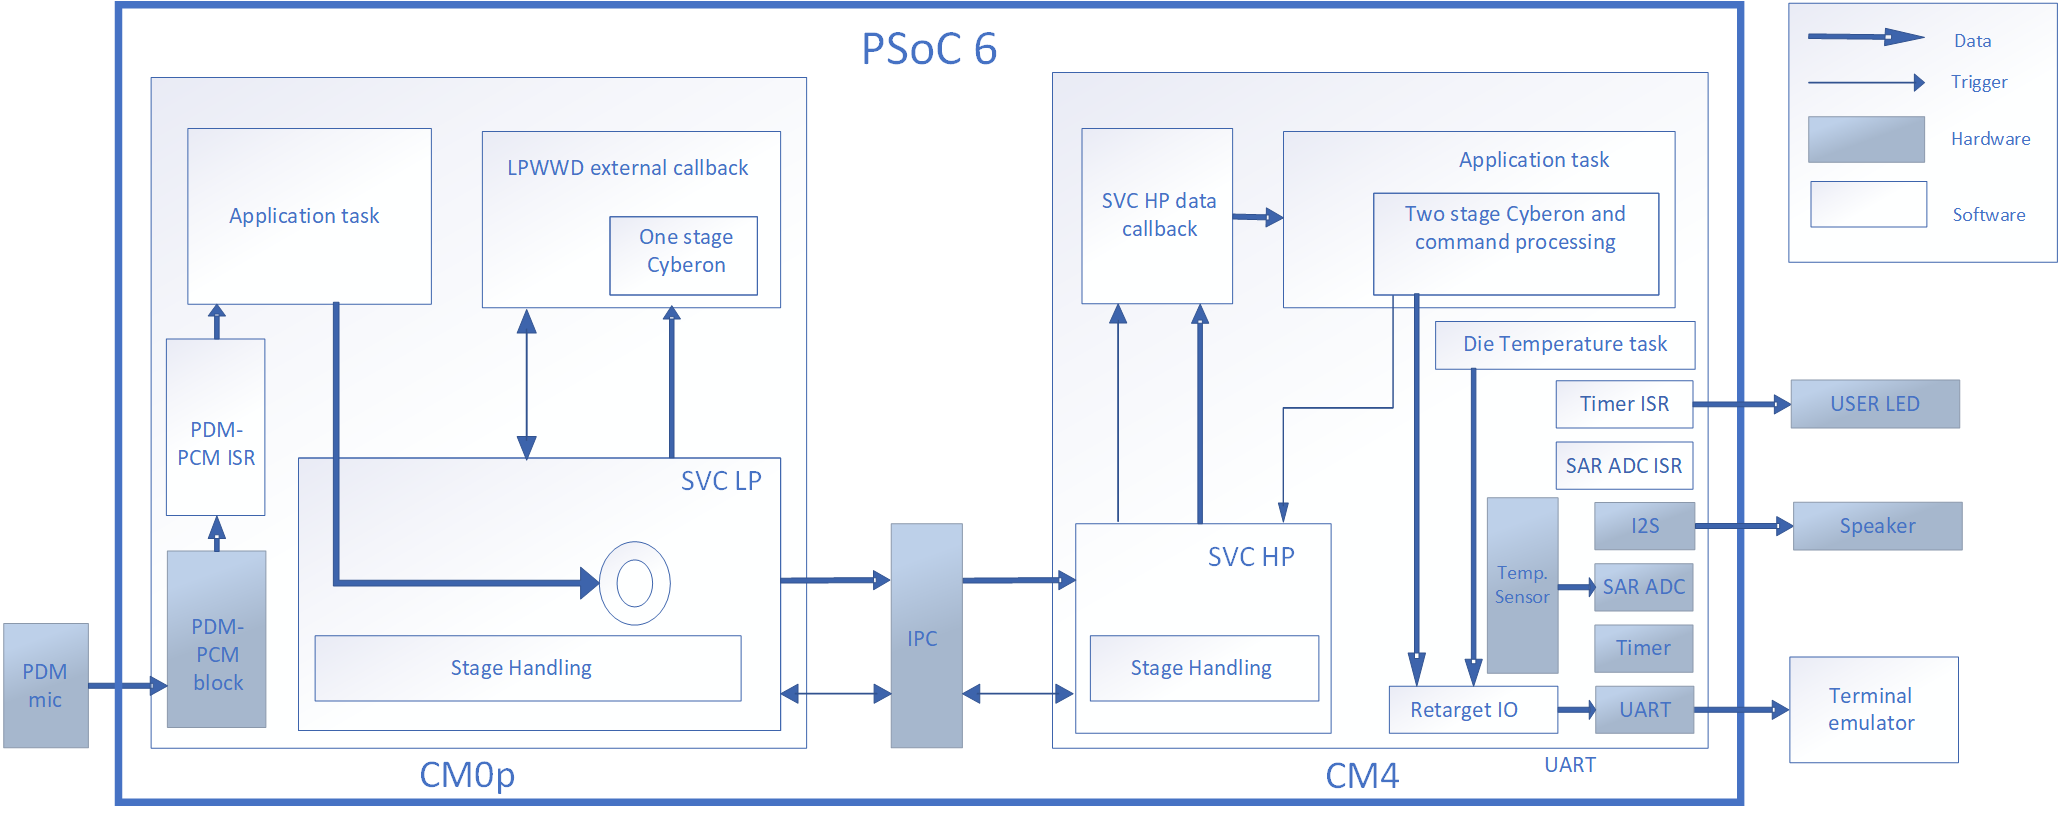 PSoC 6
Application task
LPWWD external callback
One stage
Cyberon
PDM-
PCM ISR
PDM-
PCM
block
PDM
mic
SVC LP
Stage Handling
CM0p
IPC
SVC HP data
callback
Application task
Two stage Cyberon and
command processing
Die Temperature task
Timer ISR
SAR ADC ISR
SVC HP
Stage Handling
Temp.
Sensor
I2S
SAR ADC
Timer
Retarget IO
UART
CM4
UART
USER LED
Speaker
Terminal
emulator
Data
Trigger
Hardware
Software